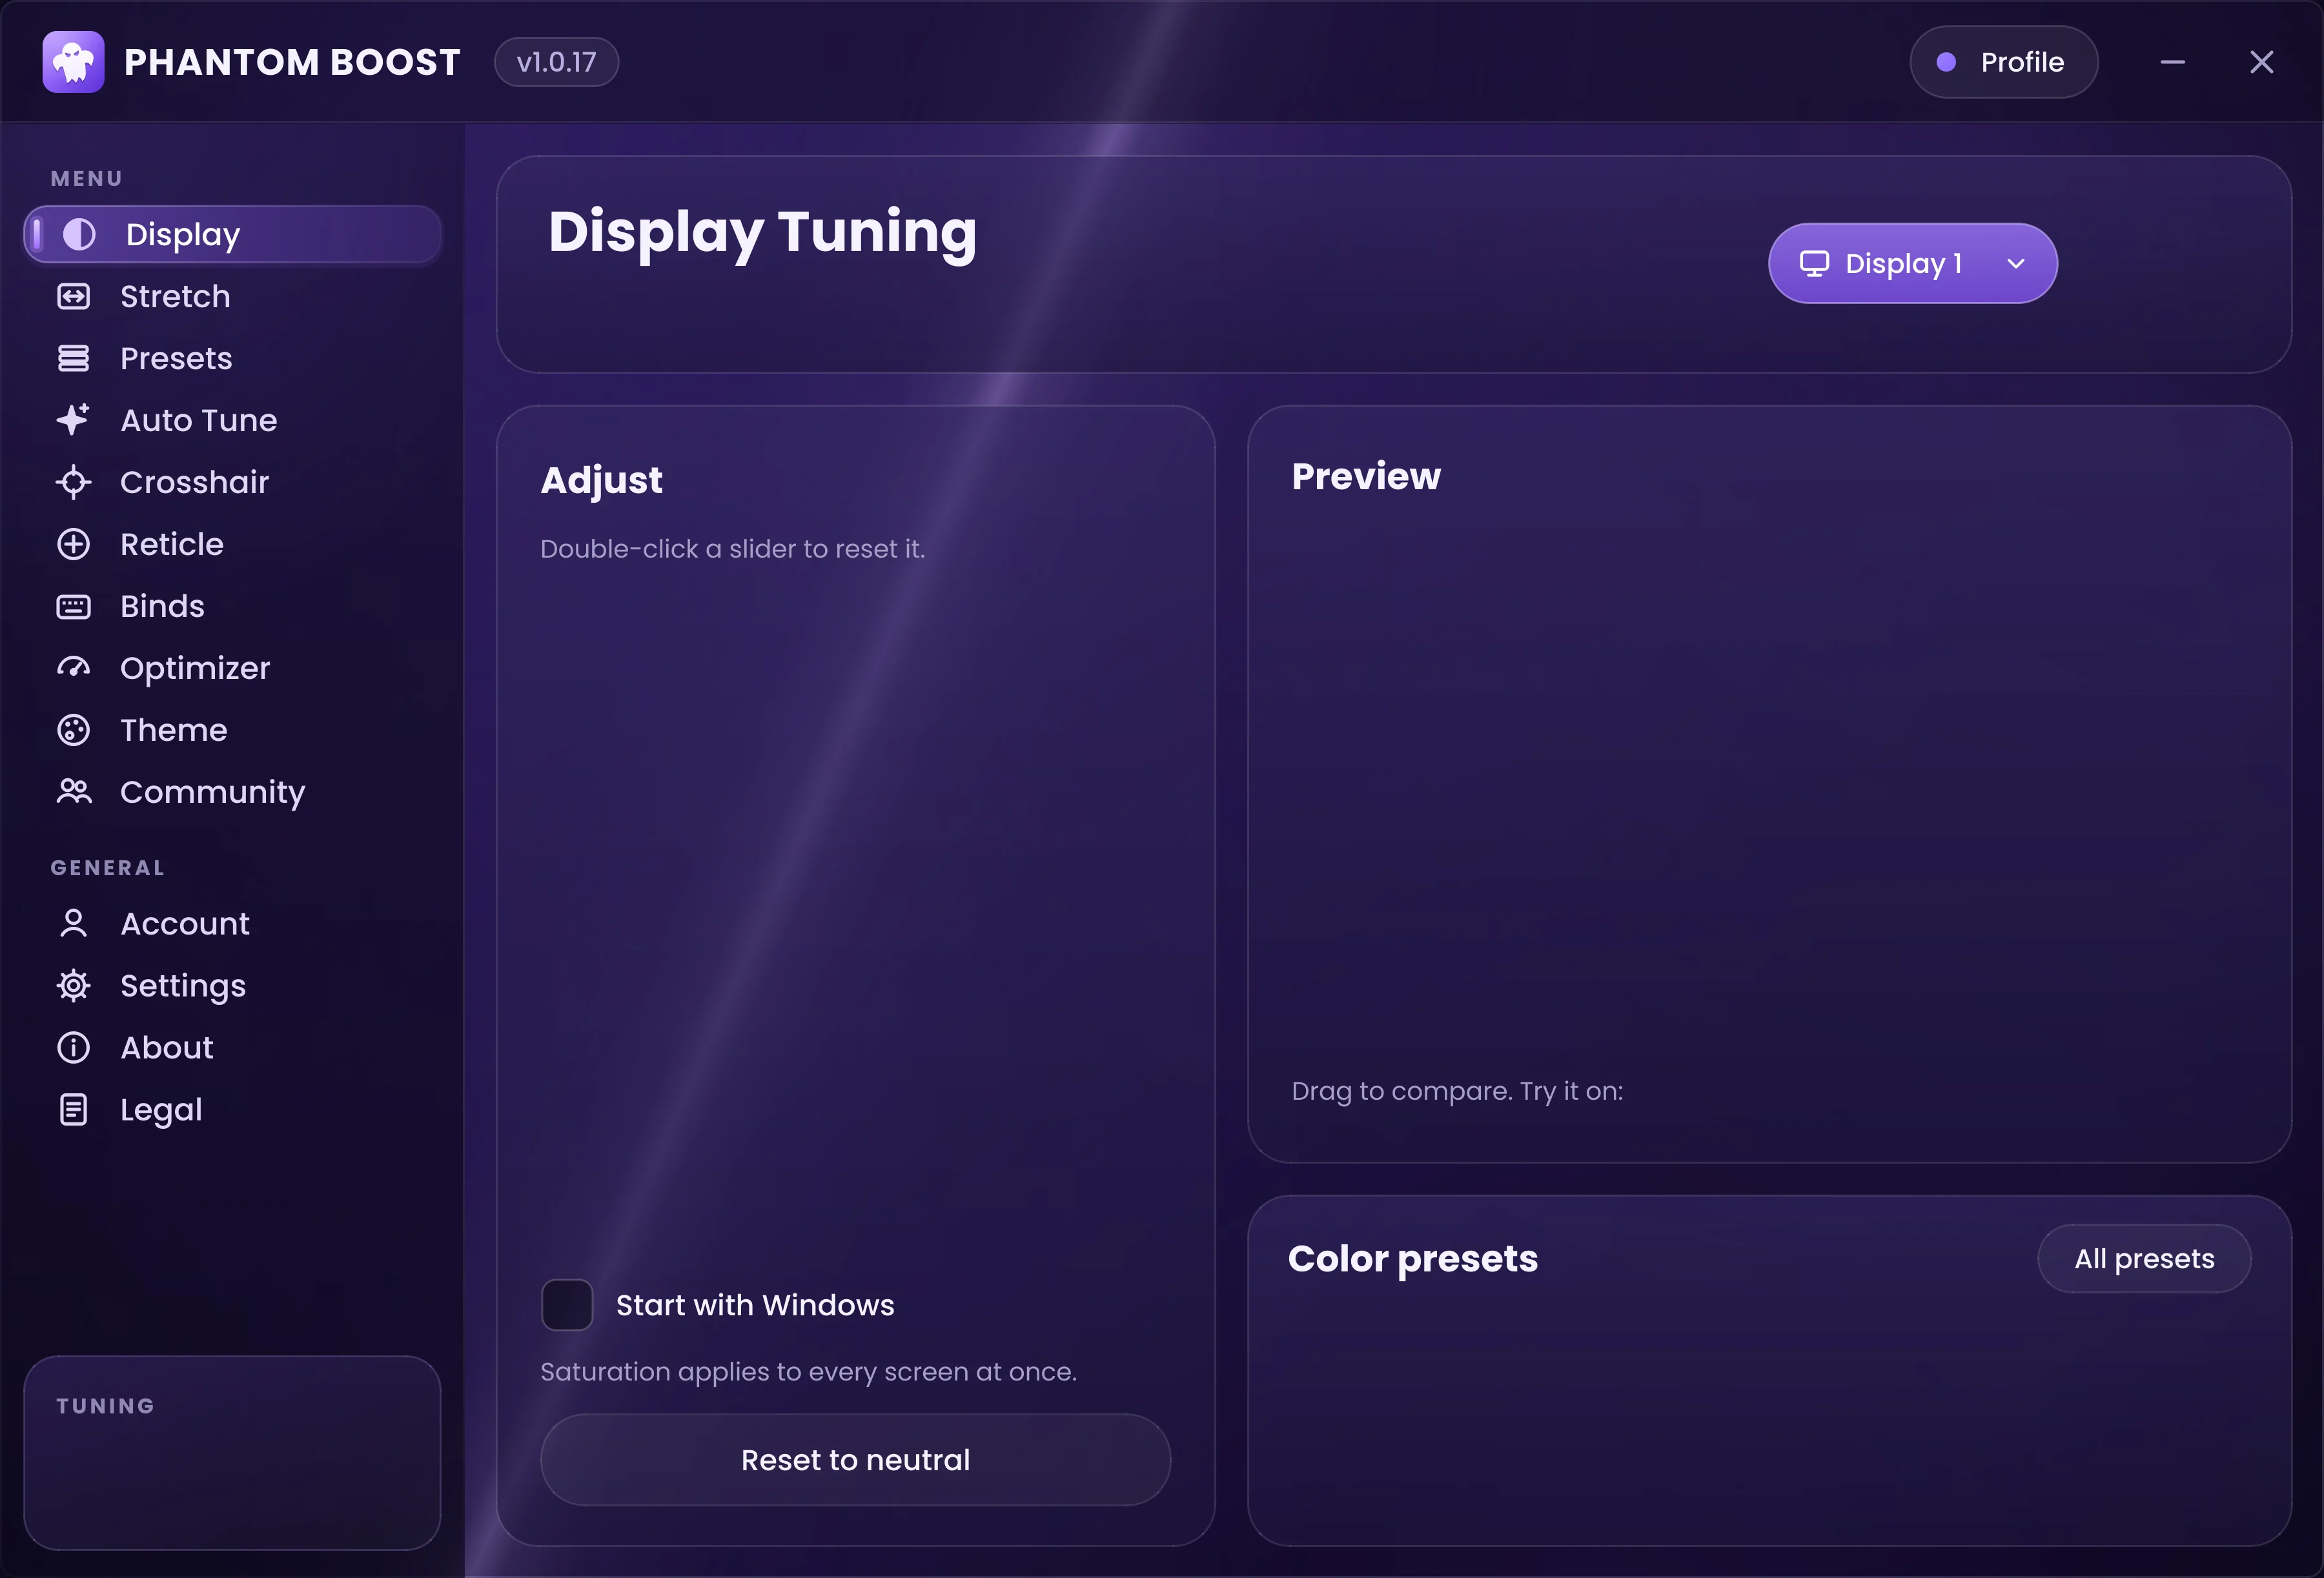 PHANTOM BOOST
v1.0.17
Profile
MENU
Display
Stretch
Presets
Auto Tune
Crosshair
Reticle
Binds
Optimizer
Theme
Community
GENERAL
Account
Settings
About
Legal
TUNING
Display Tuning
Display 1
Adjust
Double-click a slider to reset it.
Start with Windows
Saturation applies to every screen at once.
Reset to neutral
Preview
Drag to compare. Try it on:
Color presets
All presets